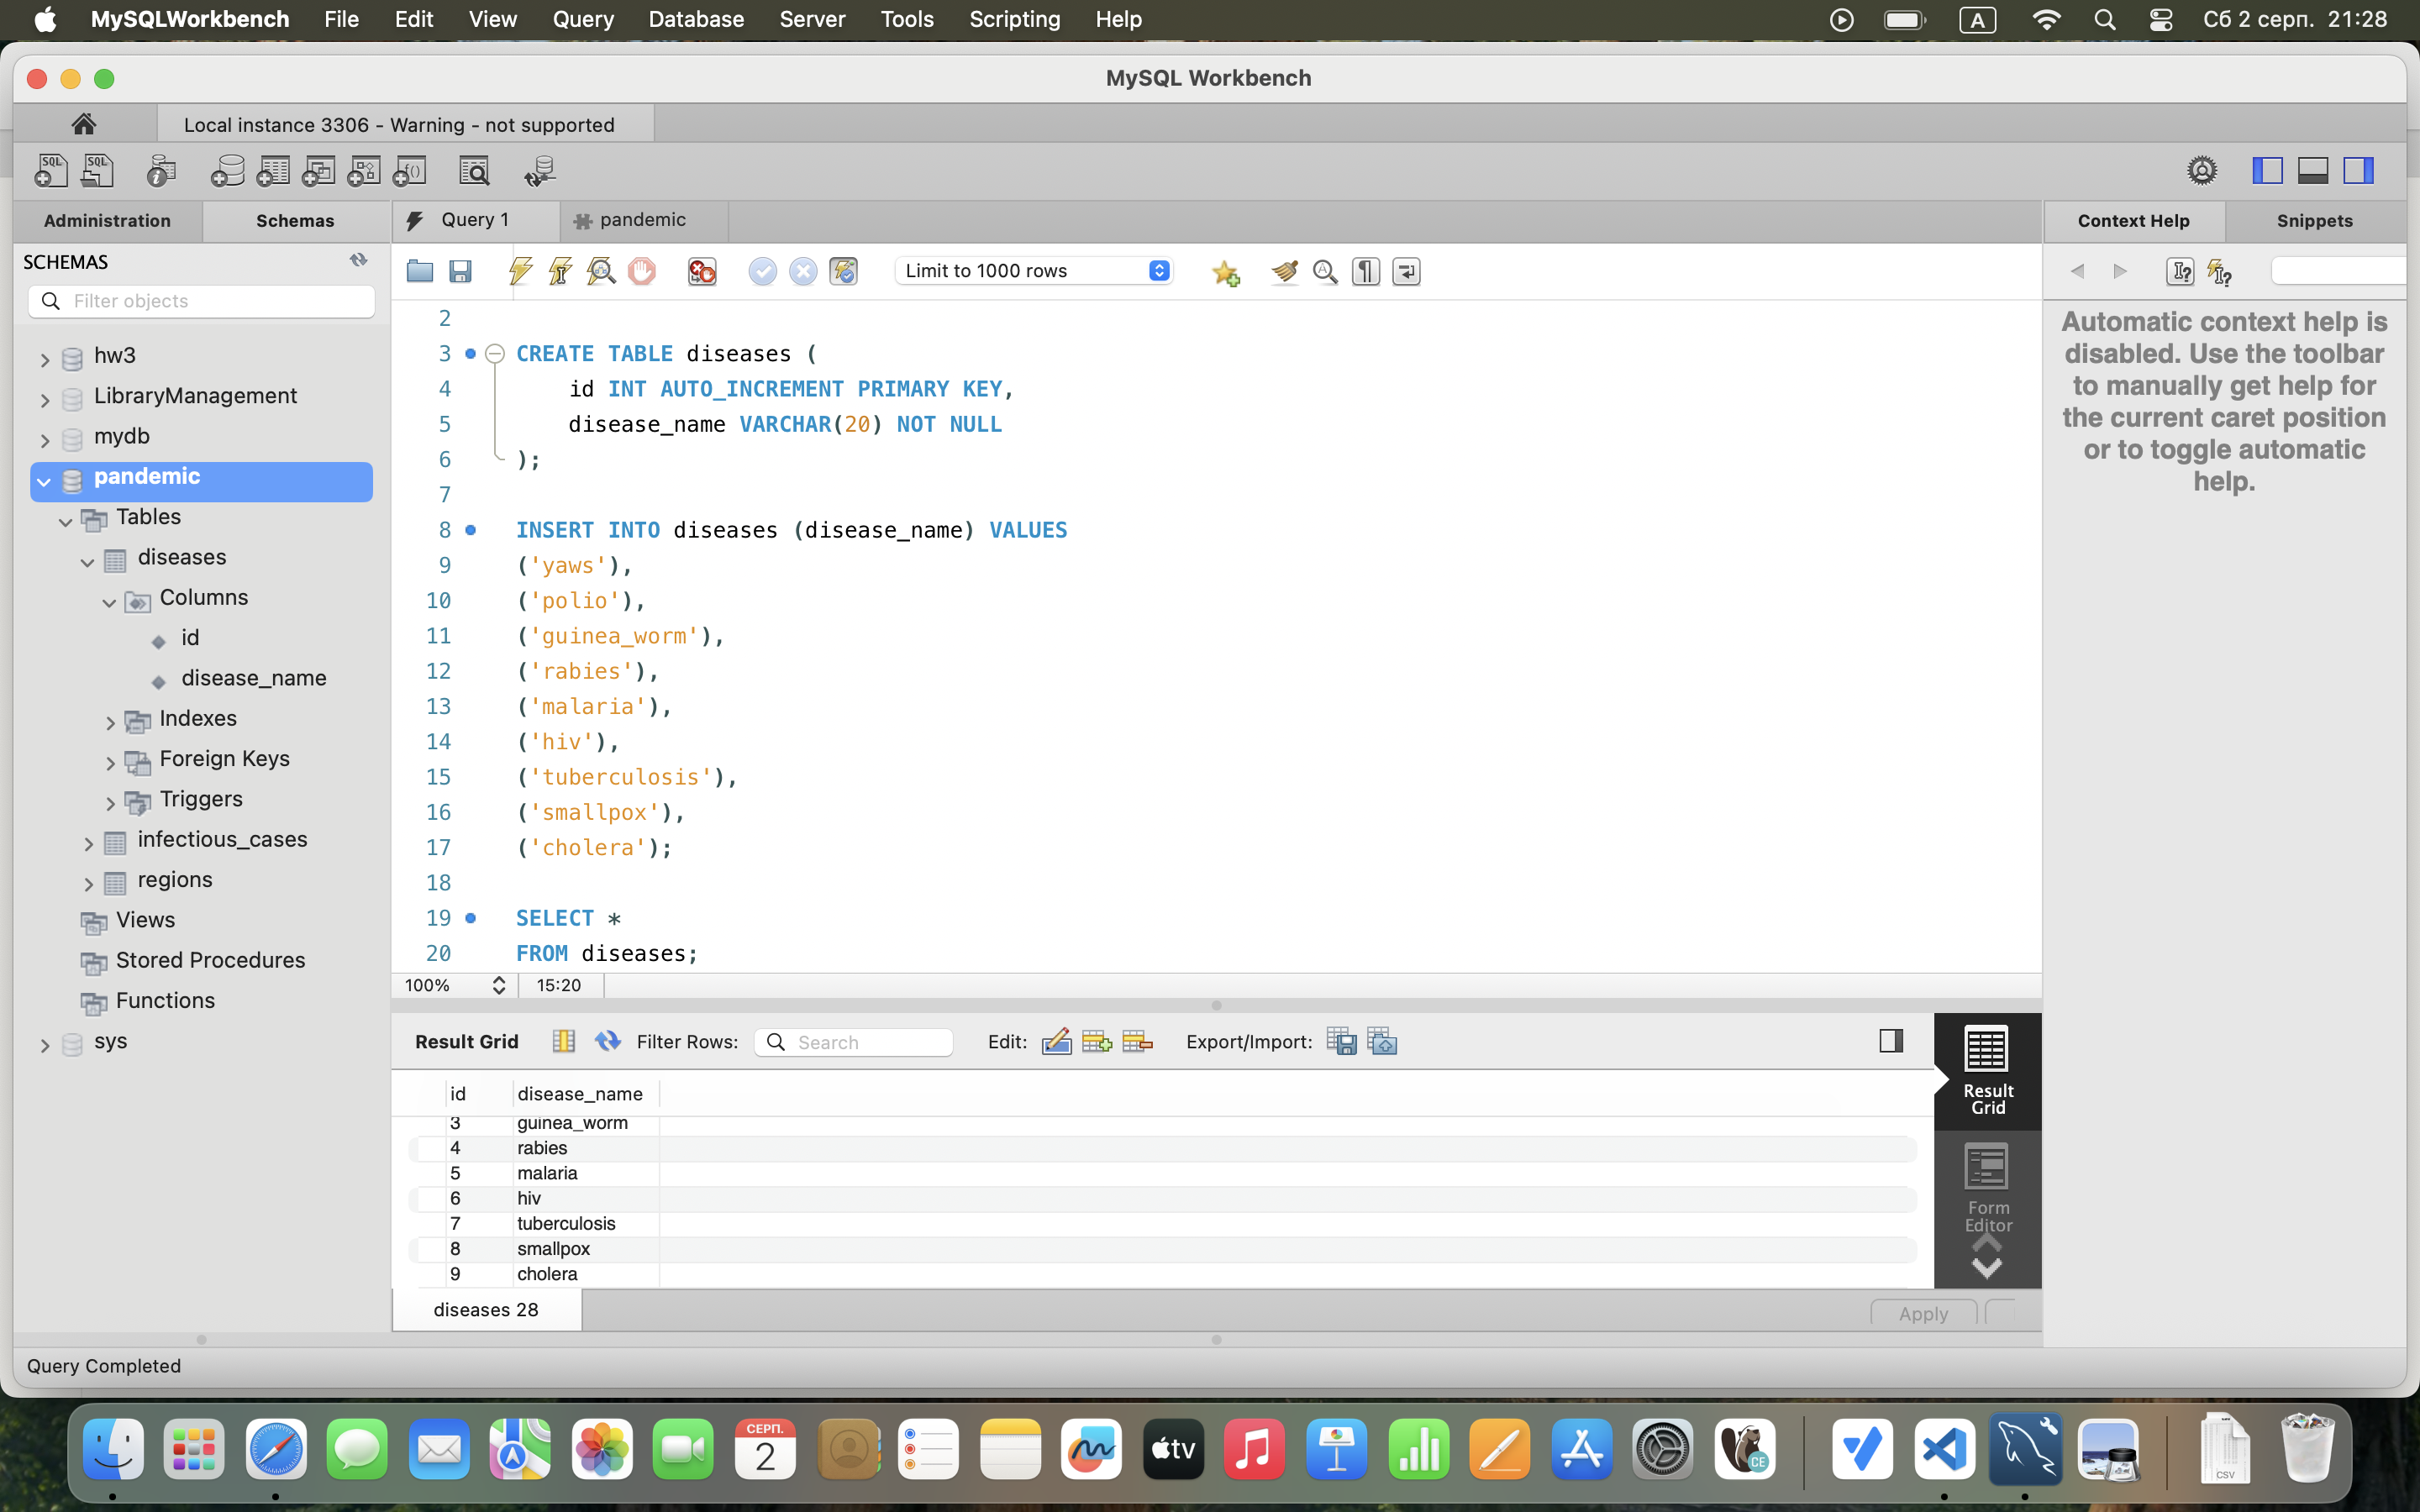 MySQLWorkbench File Edit View Query Database Server Tools Scripting Help A Сб 2 серп. 21:28
MySQL Workbench
Local instance 3306 - Warning - not supported
Administration Schemas Query 1 pandemic Context Help Snippets
SCHEMAS
Filter objects
Limit to 1000 rows
hw3
LibraryManagement
mydb
pandemic
Tables
diseases
Columns
id
disease_name
Indexes
Foreign Keys
Triggers
infectious_cases
regions
Views
Stored Procedures
Functions
sys
2
3 CREATE TABLE diseases (
4 id INT AUTO_INCREMENT PRIMARY KEY,
5 disease_name VARCHAR(20) NOT NULL
6 );
7
8 INSERT INTO diseases (disease_name) VALUES
9 ('yaws'),
10 ('polio'),
11 ('guinea_worm'),
12 ('rabies'),
13 ('malaria'),
14 ('hiv'),
15 ('tuberculosis'),
16 ('smallpox'),
17 ('cholera');
18
19 SELECT *
20 FROM diseases;
100% 15:20
Automatic context help is
disabled. Use the toolbar
to manually get help for
the current caret position
or to toggle automatic
help.
Result Grid Filter Rows: Search Edit: Export/Import:
id disease_name
3 guinea_worm
4 rabies
5 malaria
6 hiv
7 tuberculosis
8 smallpox
9 cholera
Result
Grid
Form
Editor
diseases 28
Apply
Query Completed
СЕРП.
2
tv
CE
CSV